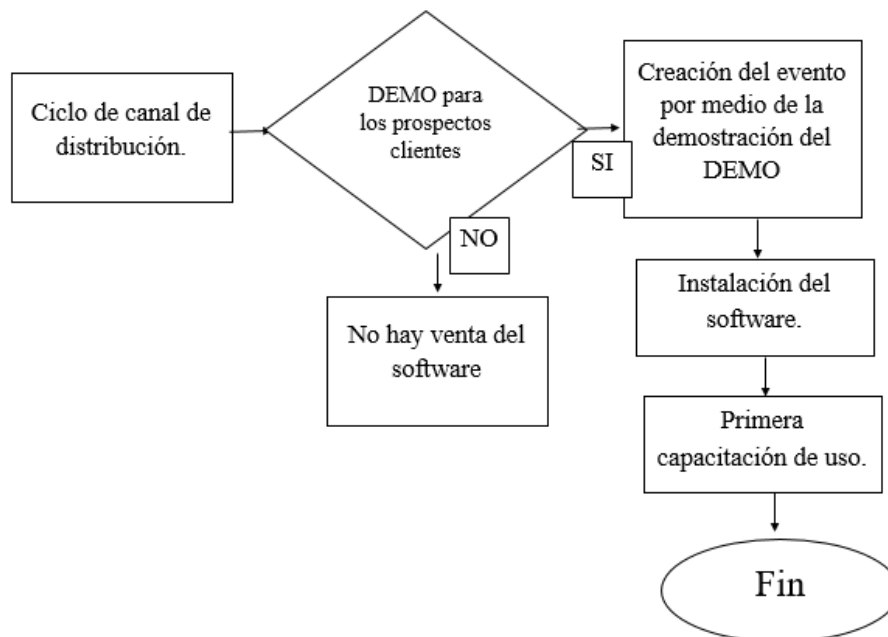 Ciclo de canal de
distribución.
DEMO para
los prospectos
clientes
SI
NO
No hay venta del
software
Creación del evento
por medio de la
demostración del
DEMO
Instalación del
software.
Primera
capacitación de uso.
Fin